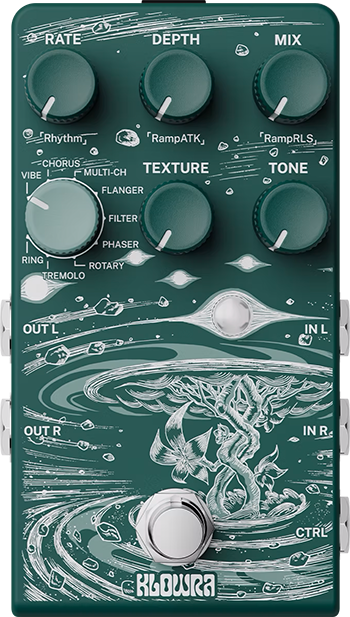 RATE DEPTH MIX
「Rhythm」 「RampATK」 「RampRLS」
CHORUS
VIBE MULTI-CH TEXTURE TONE
FLANGER
FILTER
PHASER
RING ROTARY
TREMOLO
OUT L IN L
OUT R IN R
CTRL
KLOWRA